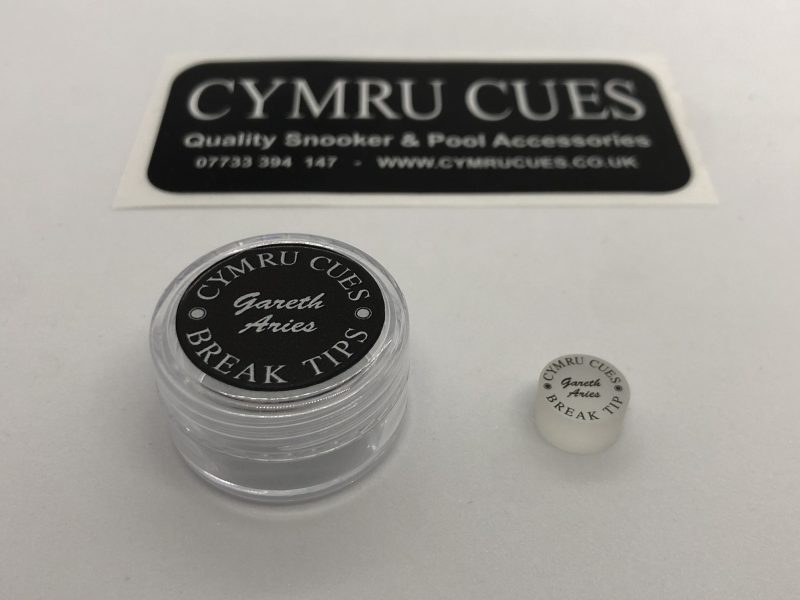 CYMRU CUES
Quality Snooker & Pool Accessories
07733 394 147 - WWW.CYMRUCUES.CO.UK
CYMRU CUES
Gareth
Aries
BREAK TIPS
CYMRU CUES
Gareth
Aries
BREAK TIP